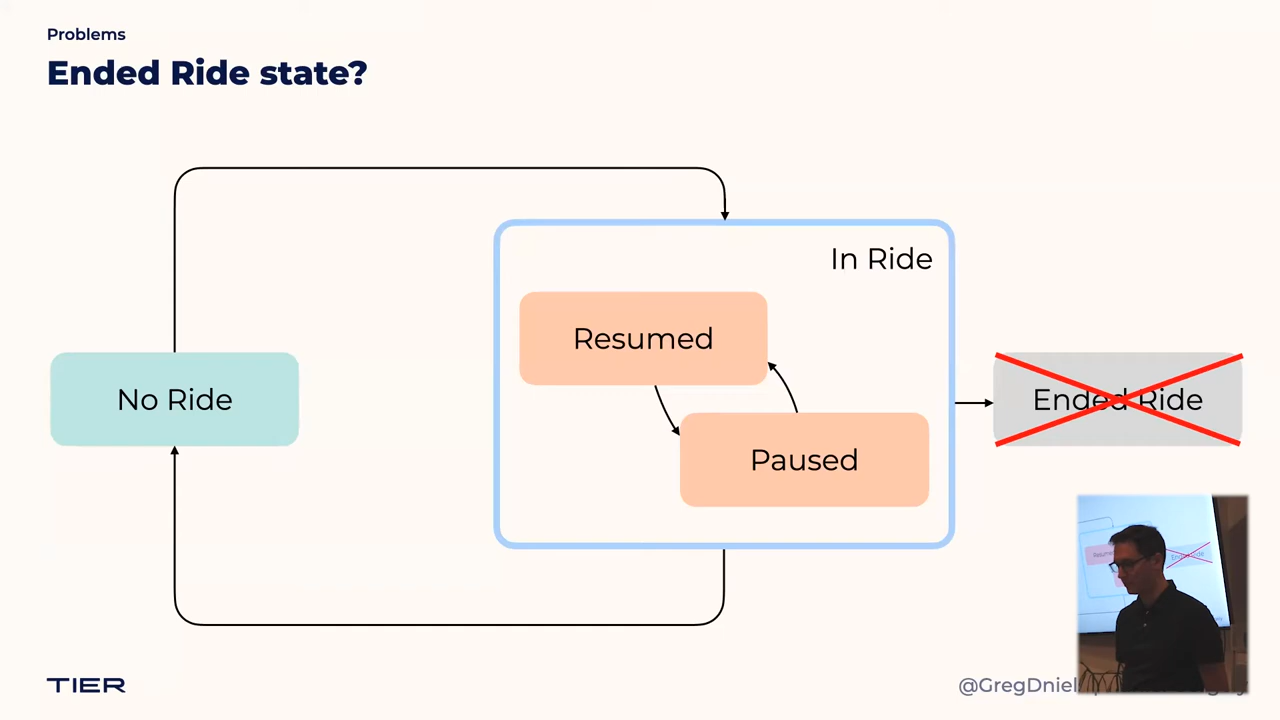 Problems
Ended Ride state?
In Ride
Resumed
No Ride
Ended Ride
Paused
TIER
@GregDniel